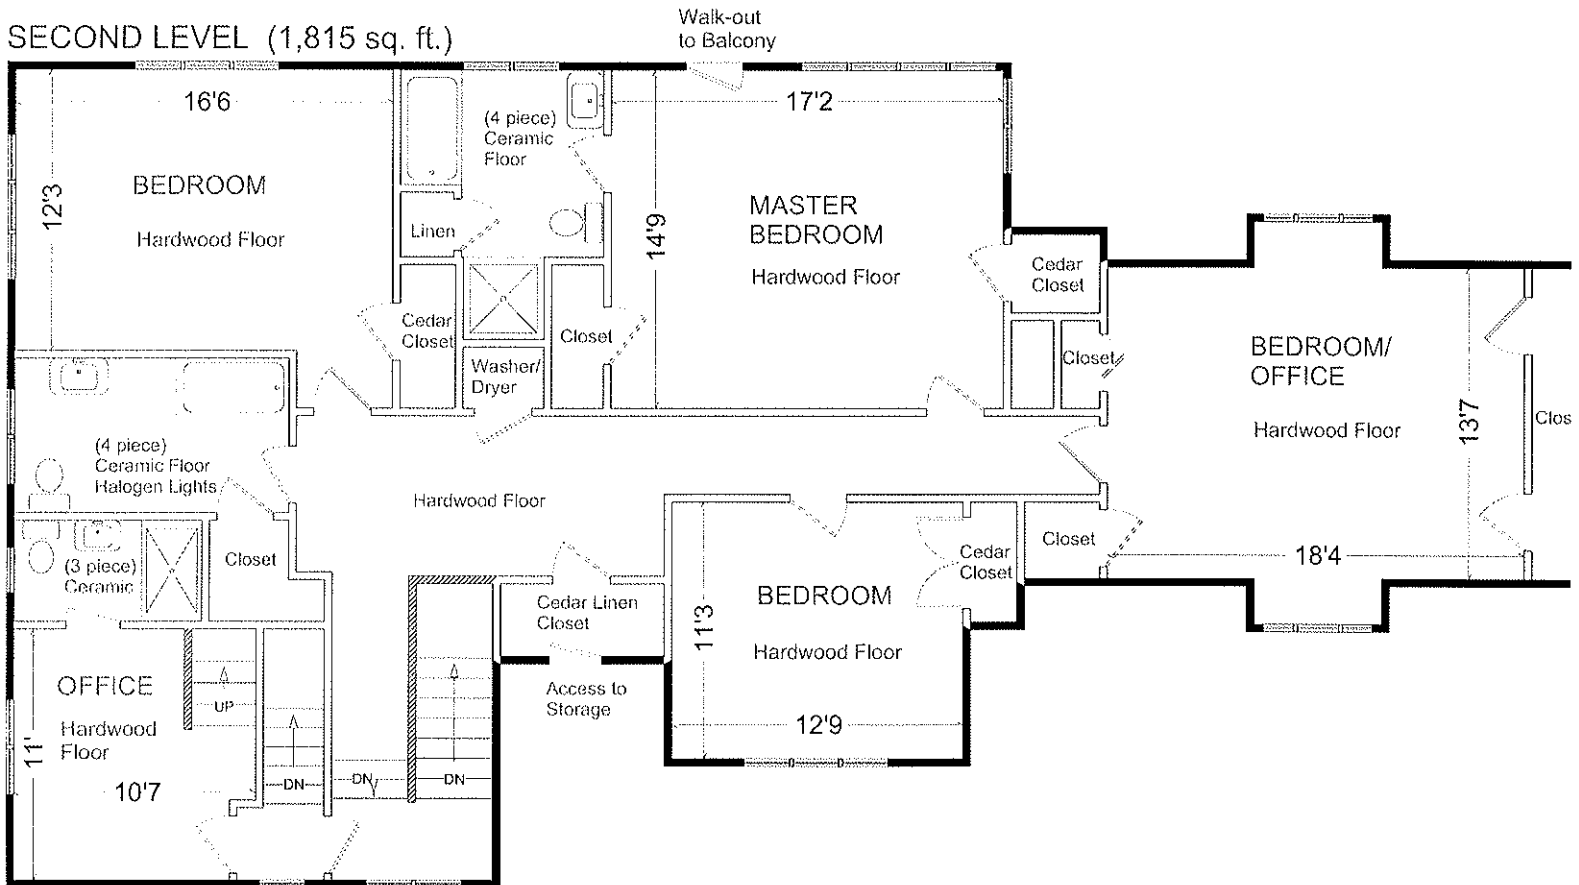 SECOND LEVEL (1,815 sq. ft.)
Walk-out
to Balcony
16'6
12'3
BEDROOM
Hardwood Floor
(4 piece)
Ceramic
Floor
Linen
Cedar
Closet
Washer/
Dryer
Closet
17'2
14'9
MASTER
BEDROOM
Hardwood Floor
Cedar
Closet
Closet
BEDROOM/
OFFICE
Hardwood Floor
13'7
Clos
18'4
(4 piece)
Ceramic Floor
Halogen Lights
Hardwood Floor
(3 piece)
Ceramic
Closet
Cedar Linen
Closet
Access to
Storage
BEDROOM
Hardwood Floor
11'3
12'9
Cedar
Closet
Closet
OFFICE
Hardwood
Floor
11'
10'7
UP
DN
DN
DN